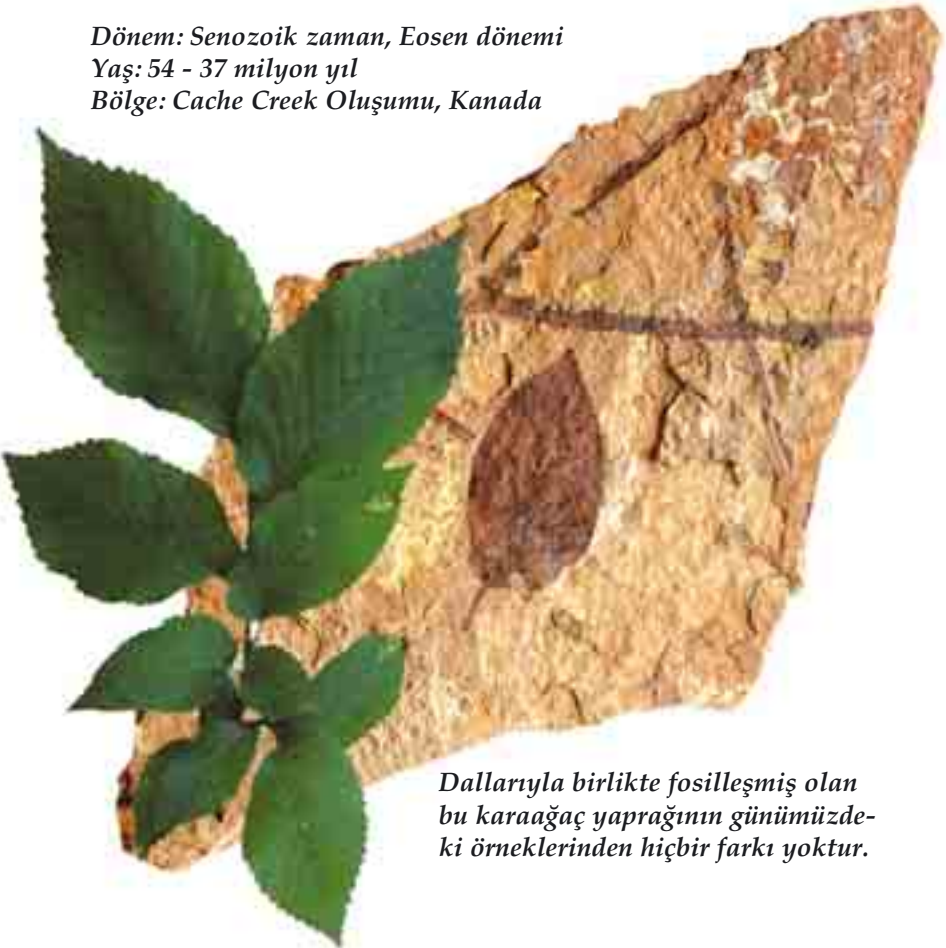 Dönem: Senozoik zaman, Eosen dönemi
Yaş: 54 - 37 milyon yıl
Bölge: Cache Creek Oluşumu, Kanada
Dallarıyla birlikte fosilleşmiş olan
bu karaağaç yaprağının günümüzde-
ki örneklerinden hiçbir farkı yoktur.